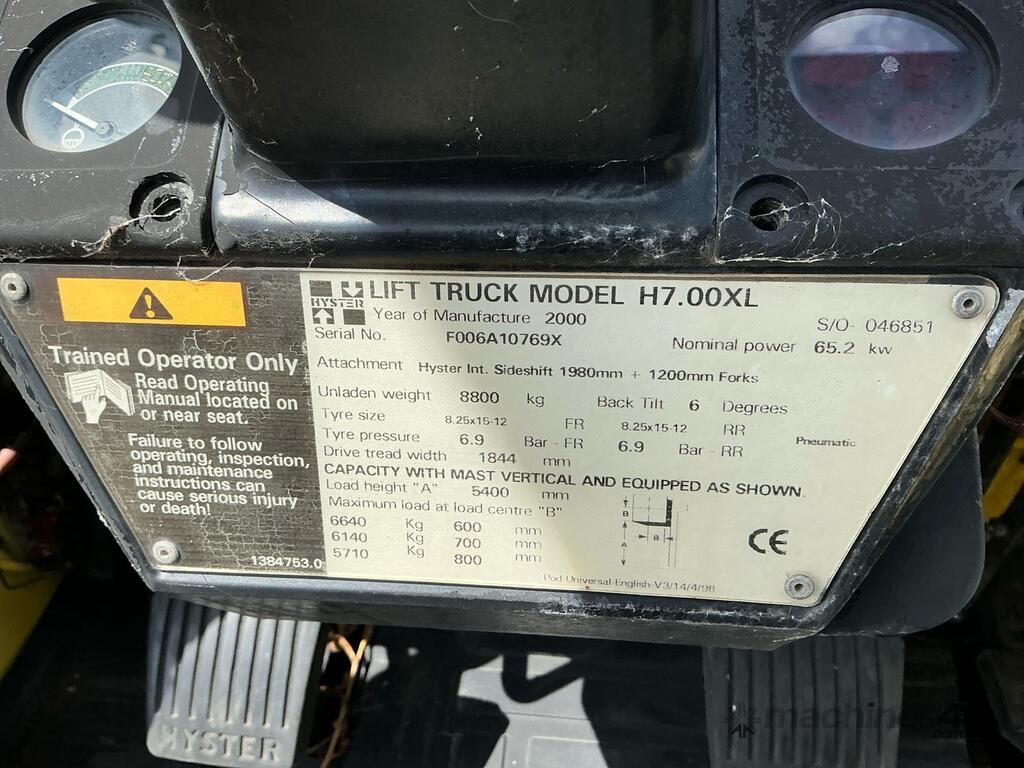 Trained Operator Only
Read Operating
Manual located on
or near seat.
Failure to follow
operating, inspection,
and maintenance
instructions can
cause serious injury
or death!
1384753.0
HYSTER
LIFT TRUCK MODEL H7.00XL
Year of Manufacture 2000
S/O- 046851
Serial No. F006A10769X
Nominal power 65.2 kw
Attachment Hyster Int. Sideshift 1980mm + 1200mm Forks
Unladen weight 8800 kg Back Tilt 6 Degrees
Tyre size 8.25x15-12 FR 8.25x15-12 RR Pneumatic
Tyre pressure 6.9 Bar - FR 6.9 Bar - RR
Drive tread width 1844 mm
CAPACITY WITH MAST VERTICAL AND EQUIPPED AS SHOWN
Load height "A" 5400 mm
Maximum load at load centre "B"
6640 Kg 600 mm
6140 Kg 700 mm
5710 Kg 800 mm
B
B
A
CE
Pod-Universal-English-V3/14/4/98
HYSTER
machines4u
.com.au